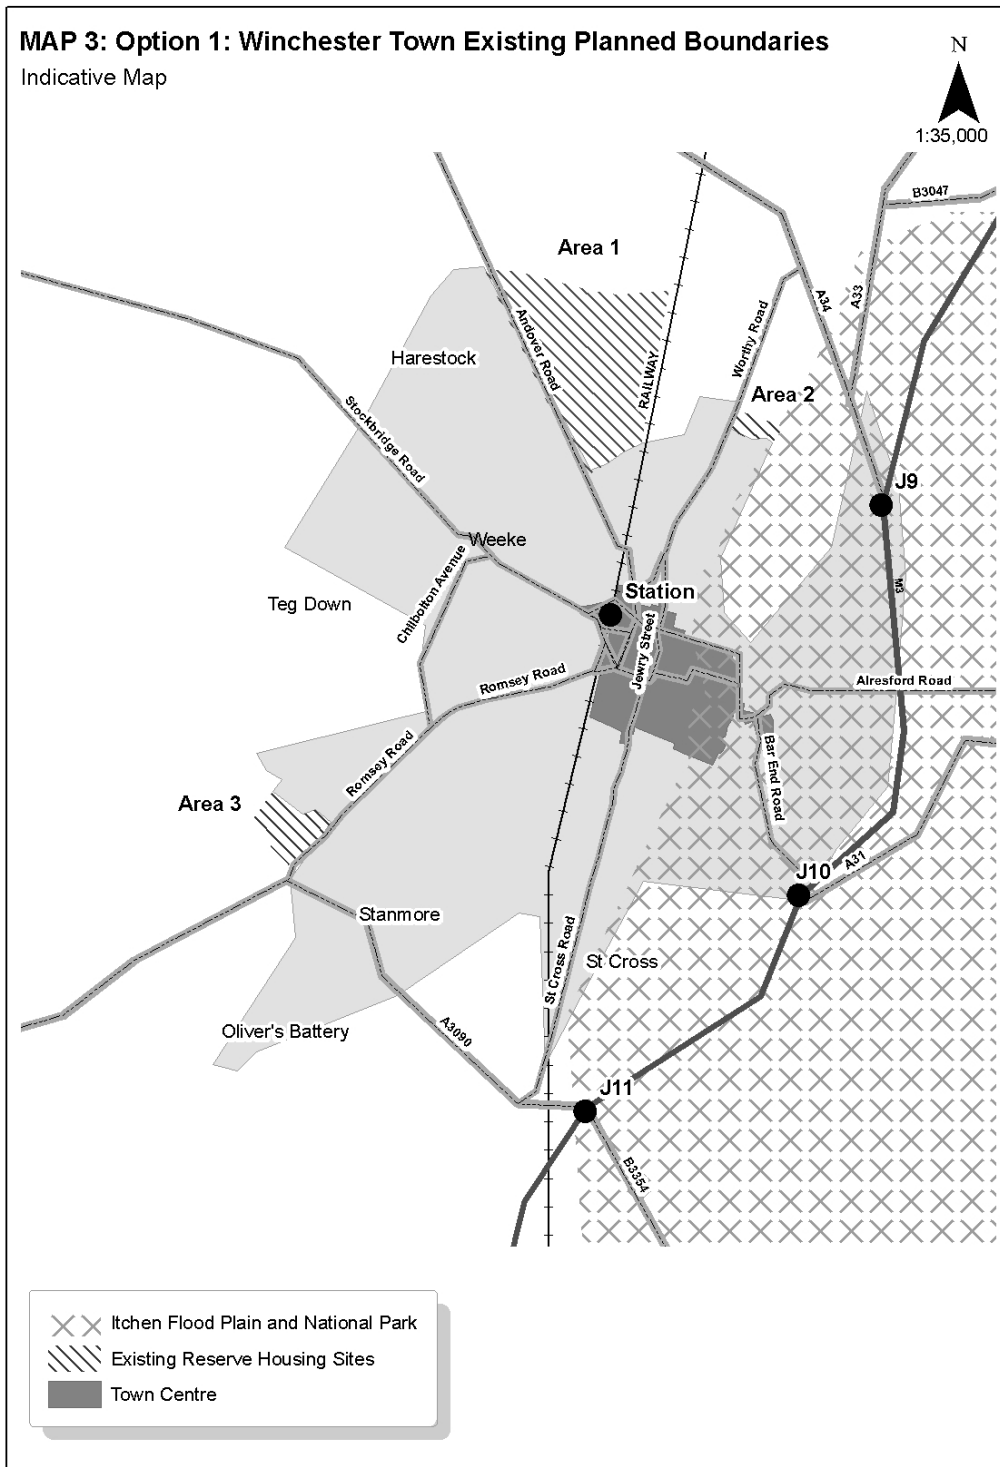 MAP 3: Option 1: Winchester Town Existing Planned Boundaries
Indicative Map
N
1:35,000
B3047
Area 1
A34
A33
Andover Road
Worthy Road
Harestock
RAILWAY
Area 2
Stockbridge Road
J9
Weeke
Chilbolton Avenue
M3
Station
Teg Down
Jewry Street
Romsey Road
Alresford Road
Romsey Road
Bar End Road
Area 3
A31
J10
Stanmore
St Cross Road
St Cross
Oliver's Battery
A3090
J11
B3354
Itchen Flood Plain and National Park
Existing Reserve Housing Sites
Town Centre